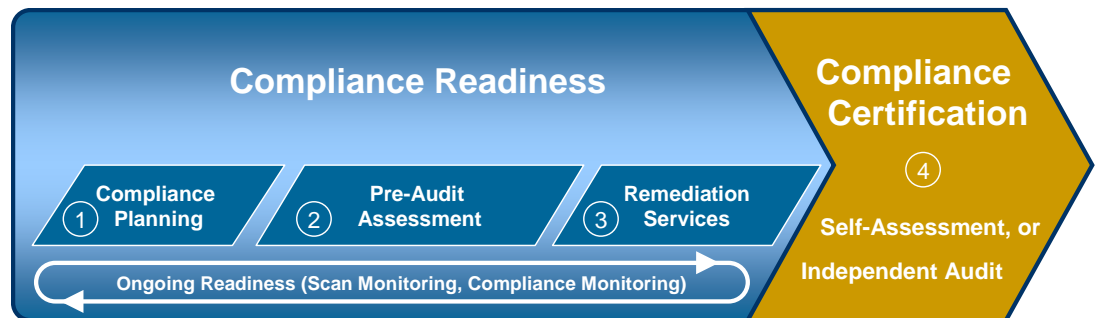 Compliance Readiness
1
Compliance
Planning
2
Pre-Audit
Assessment
3
Remediation
Services
Ongoing Readiness (Scan Monitoring, Compliance Monitoring)
Compliance
Certification
4
Self-Assessment, or
Independent Audit